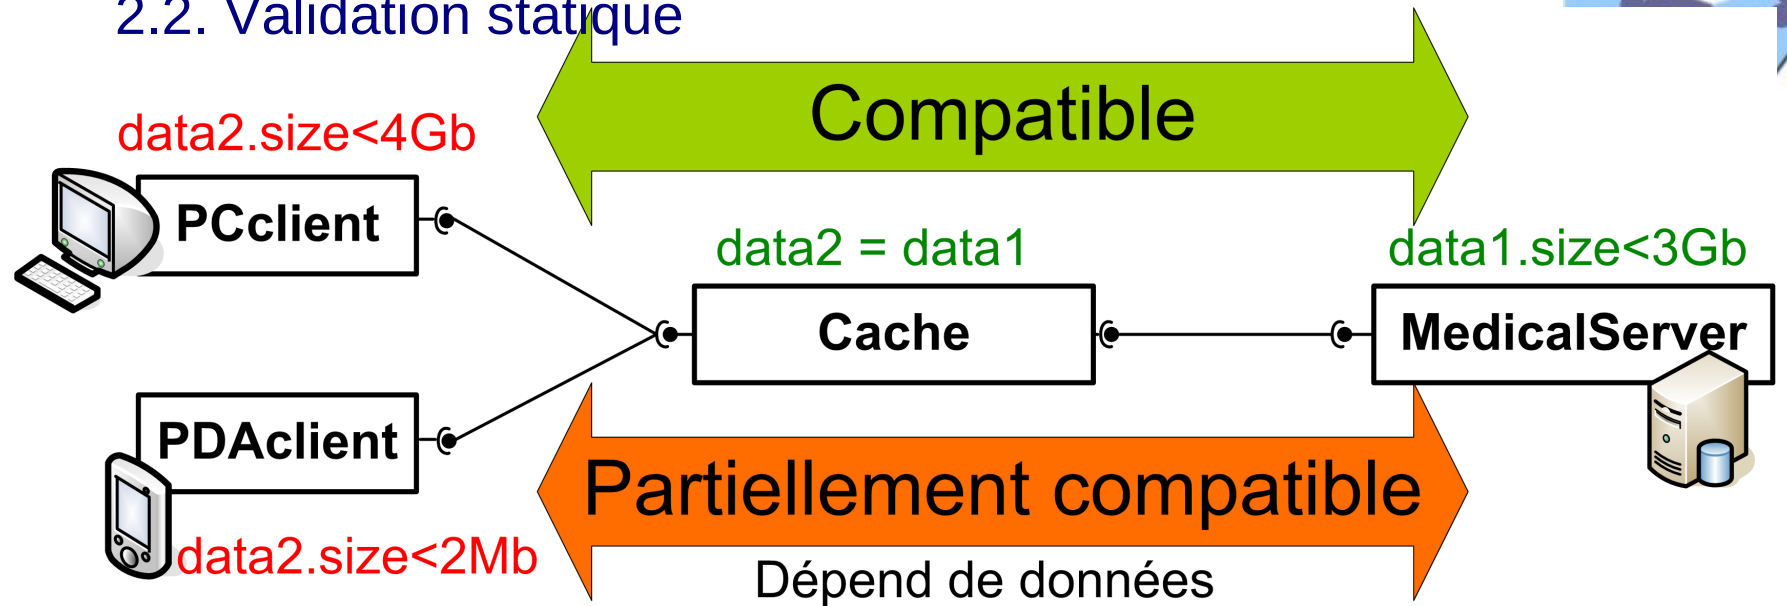 2.2. Validation statique
Compatible
data2.size<4Gb
PCclient
data2 = data1
data1.size<3Gb
Cache
MedicalServer
PDAclient
Partiellement compatible
data2.size<2Mb
Dépend de données